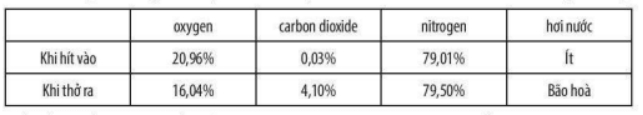 oxygen carbon dioxide nitrogen hơi nước
Khi hít vào 20,96% 0,03% 79,01% Ít
Khi thở ra 16,04% 4,10% 79,50% Bão hoà